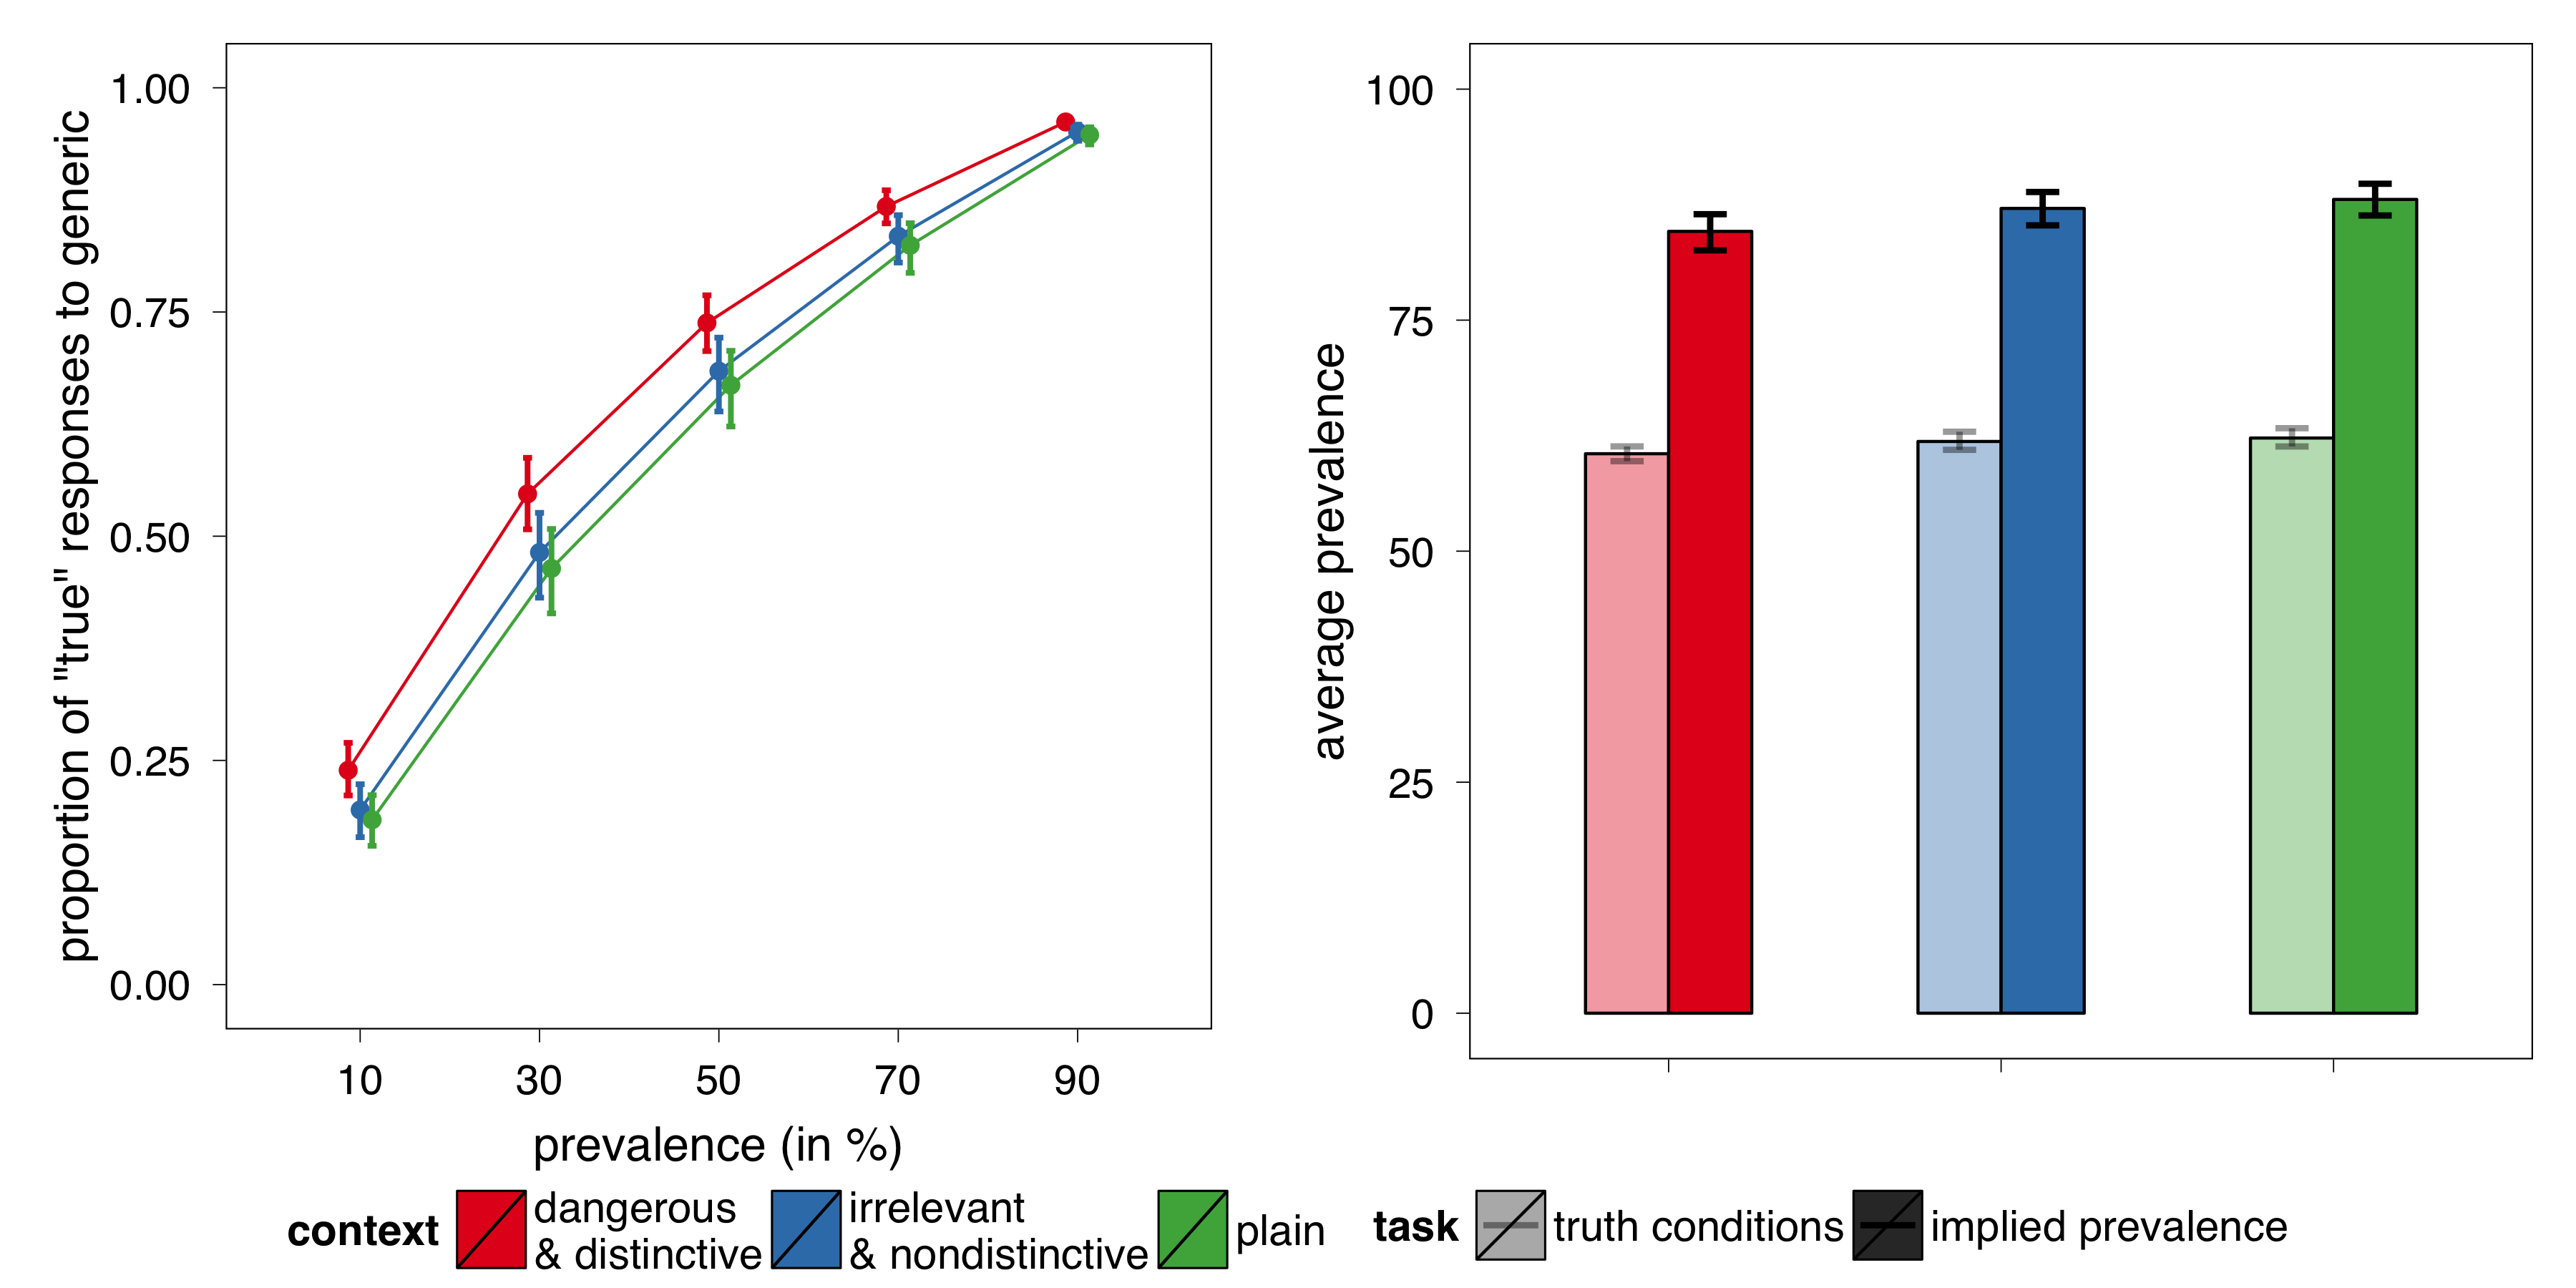 proportion of "true" responses to generic
1.00
0.75
0.50
0.25
0.00
10 30 50 70 90
prevalence (in %)
average prevalence
100
75
50
25
0
context
dangerous
& distinctive
irrelevant
& nondistinctive
plain
task
truth conditions
implied prevalence